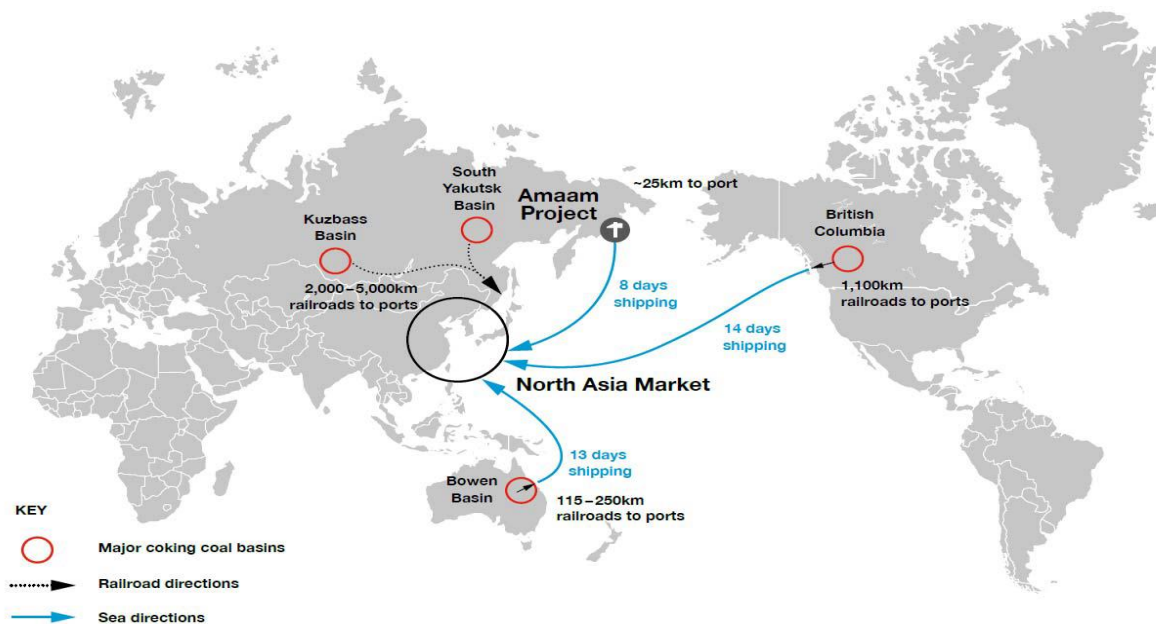 ~25km to port
South
Yakutsk
Basin
Amaam
Project
Kuzbass
Basin
British
Columbia
2,000–5,000km
railroads to ports
8 days
shipping
1,100km
railroads to ports
14 days
shipping
North Asia Market
13 days
shipping
Bowen
Basin
115–250km
railroads to ports
KEY
Major coking coal basins
Railroad directions
Sea directions